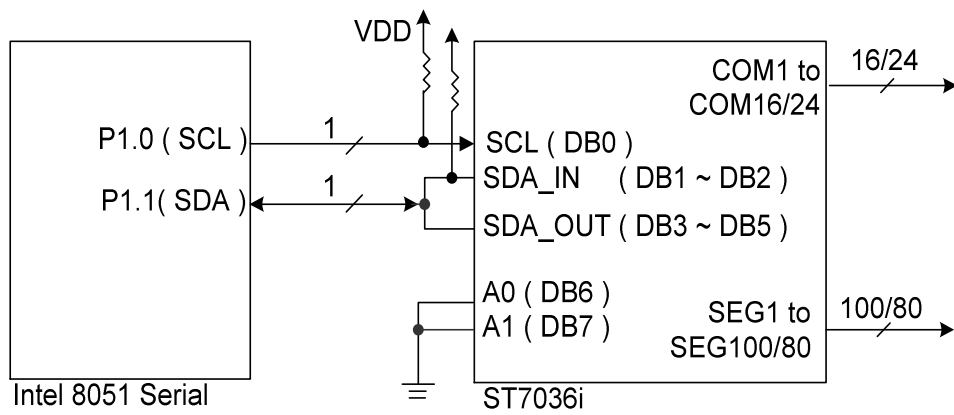 VDD
COM1 to
COM16/24
16/24
P1.0 ( SCL )
1
SCL ( DB0 )
SDA_IN ( DB1 ~ DB2 )
P1.1( SDA )
1
SDA_OUT ( DB3 ~ DB5 )
A0 ( DB6 )
A1 ( DB7 )
SEG1 to
SEG100/80
100/80
Intel 8051 Serial
ST7036i